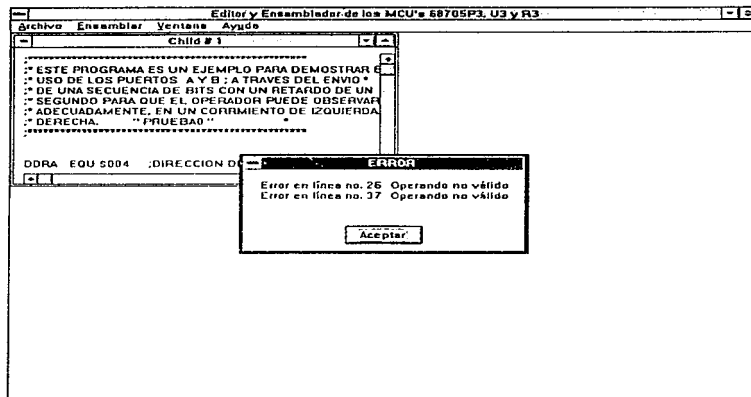 Editor y Ensamblador de los MCU's 68705P3, U3 y R3
Archivo Ensamblar Ventana Ayuda
Child # 1
;****************************************************
;* ESTE PROGRAMA ES UN EJEMPLO PARA DEMOSTRAR E
;* USO DE LOS PUERTOS A Y B ; A TRAVES DEL ENVIO *
;* DE UNA SECUENCIA DE BITS CON UN RETARDO DE UN
;* SEGUNDO PARA QUE EL OPERADOR PUEDE OBSERVAR
;* ADECUADAMENTE, EN UN CORRMIENTO DE IZQUIERDA
;* DERECHA. " PRUEBA0 " *
;****************************************************
DDRA EQU $004 ;DIRECCION D
ERROR
Error en línea no. 26 Operando no válido
Error en línea no. 37 Operando no válido
Aceptar